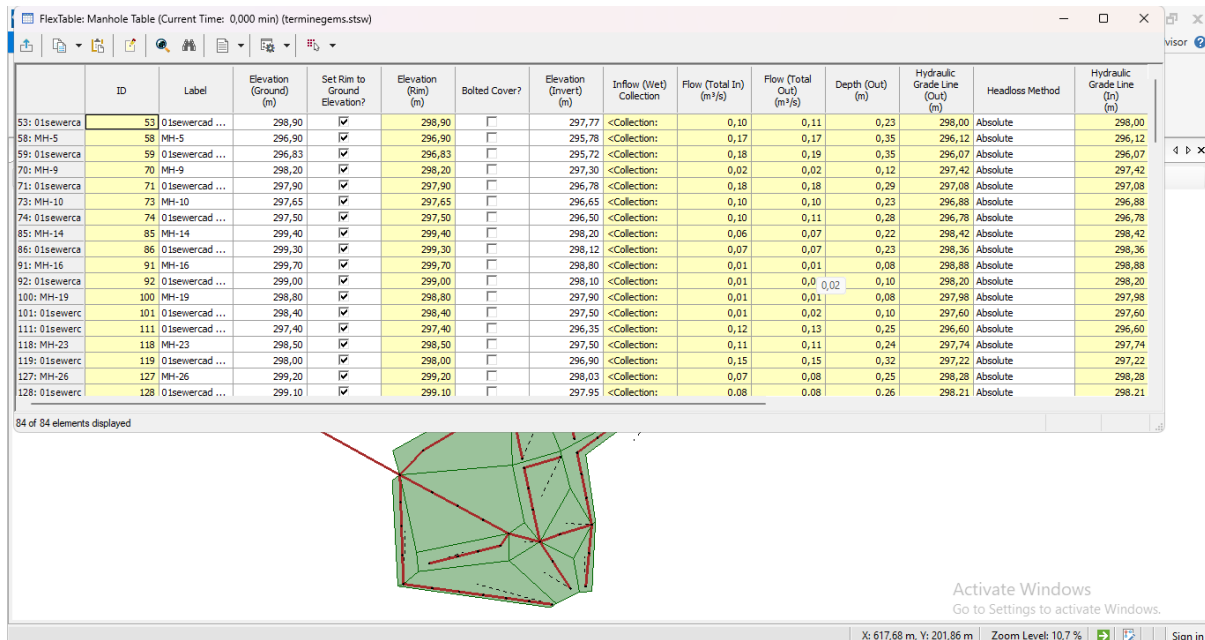 FlexTable: Manhole Table (Current Time: 0,000 min) (terminegems.stsw)
visor
ID Label Elevation (Ground) (m) Set Rim to Ground Elevation? Elevation (Rim) (m) Bolted Cover? Elevation (Invert) (m) Inflow (Wet) Collection Flow (Total In) (m³/s) Flow (Total Out) (m³/s) Depth (Out) (m) Hydraulic Grade Line (Out) (m) Headloss Method Hydraulic Grade Line (In) (m)
53: 01sewerca 53 01sewercad ... 298,90 298,90 297,77 <Collection: 0,10 0,11 0,23 298,00 Absolute 298,00
58: MH-5 58 MH-5 296,90 296,90 295,78 <Collection: 0,17 0,17 0,35 296,12 Absolute 296,12
59: 01sewerca 59 01sewercad ... 296,83 296,83 295,72 <Collection: 0,18 0,19 0,35 296,07 Absolute 296,07
70: MH-9 70 MH-9 298,20 298,20 297,30 <Collection: 0,02 0,02 0,12 297,42 Absolute 297,42
71: 01sewerca 71 01sewercad ... 297,90 297,90 296,78 <Collection: 0,18 0,18 0,29 297,08 Absolute 297,08
73: MH-10 73 MH-10 297,65 297,65 296,65 <Collection: 0,10 0,10 0,23 296,88 Absolute 296,88
74: 01sewerca 74 01sewercad ... 297,50 297,50 296,50 <Collection: 0,10 0,11 0,28 296,78 Absolute 296,78
85: MH-14 85 MH-14 299,40 299,40 298,20 <Collection: 0,06 0,07 0,22 298,42 Absolute 298,42
86: 01sewerca 86 01sewercad ... 299,30 299,30 298,12 <Collection: 0,07 0,07 0,23 298,36 Absolute 298,36
91: MH-16 91 MH-16 299,70 299,70 298,80 <Collection: 0,01 0,01 0,08 298,88 Absolute 298,88
92: 01sewerca 92 01sewercad ... 299,00 299,00 298,10 <Collection: 0,01 0,0 0,02 0,10 298,20 Absolute 298,20
100: MH-19 100 MH-19 298,80 298,80 297,90 <Collection: 0,01 0,01 0,08 297,98 Absolute 297,98
101: 01sewerc 101 01sewercad ... 298,40 298,40 297,50 <Collection: 0,01 0,02 0,10 297,60 Absolute 297,60
111: 01sewerc 111 01sewercad ... 297,40 297,40 296,35 <Collection: 0,12 0,13 0,25 296,60 Absolute 296,60
118: MH-23 118 MH-23 298,50 298,50 297,50 <Collection: 0,11 0,11 0,24 297,74 Absolute 297,74
119: 01sewerc 119 01sewercad ... 298,00 298,00 296,90 <Collection: 0,15 0,15 0,32 297,22 Absolute 297,22
127: MH-26 127 MH-26 299,20 299,20 298,03 <Collection: 0,07 0,08 0,25 298,28 Absolute 298,28
128: 01sewerc 128 01sewercad ... 299,10 299,10 297,95 <Collection: 0,08 0,08 0,26 298,21 Absolute 298,21
84 of 84 elements displayed
Activate Windows
Go to Settings to activate Windows.
X: 617,68 m, Y: 201,86 m Zoom Level: 10,7 % Sign in